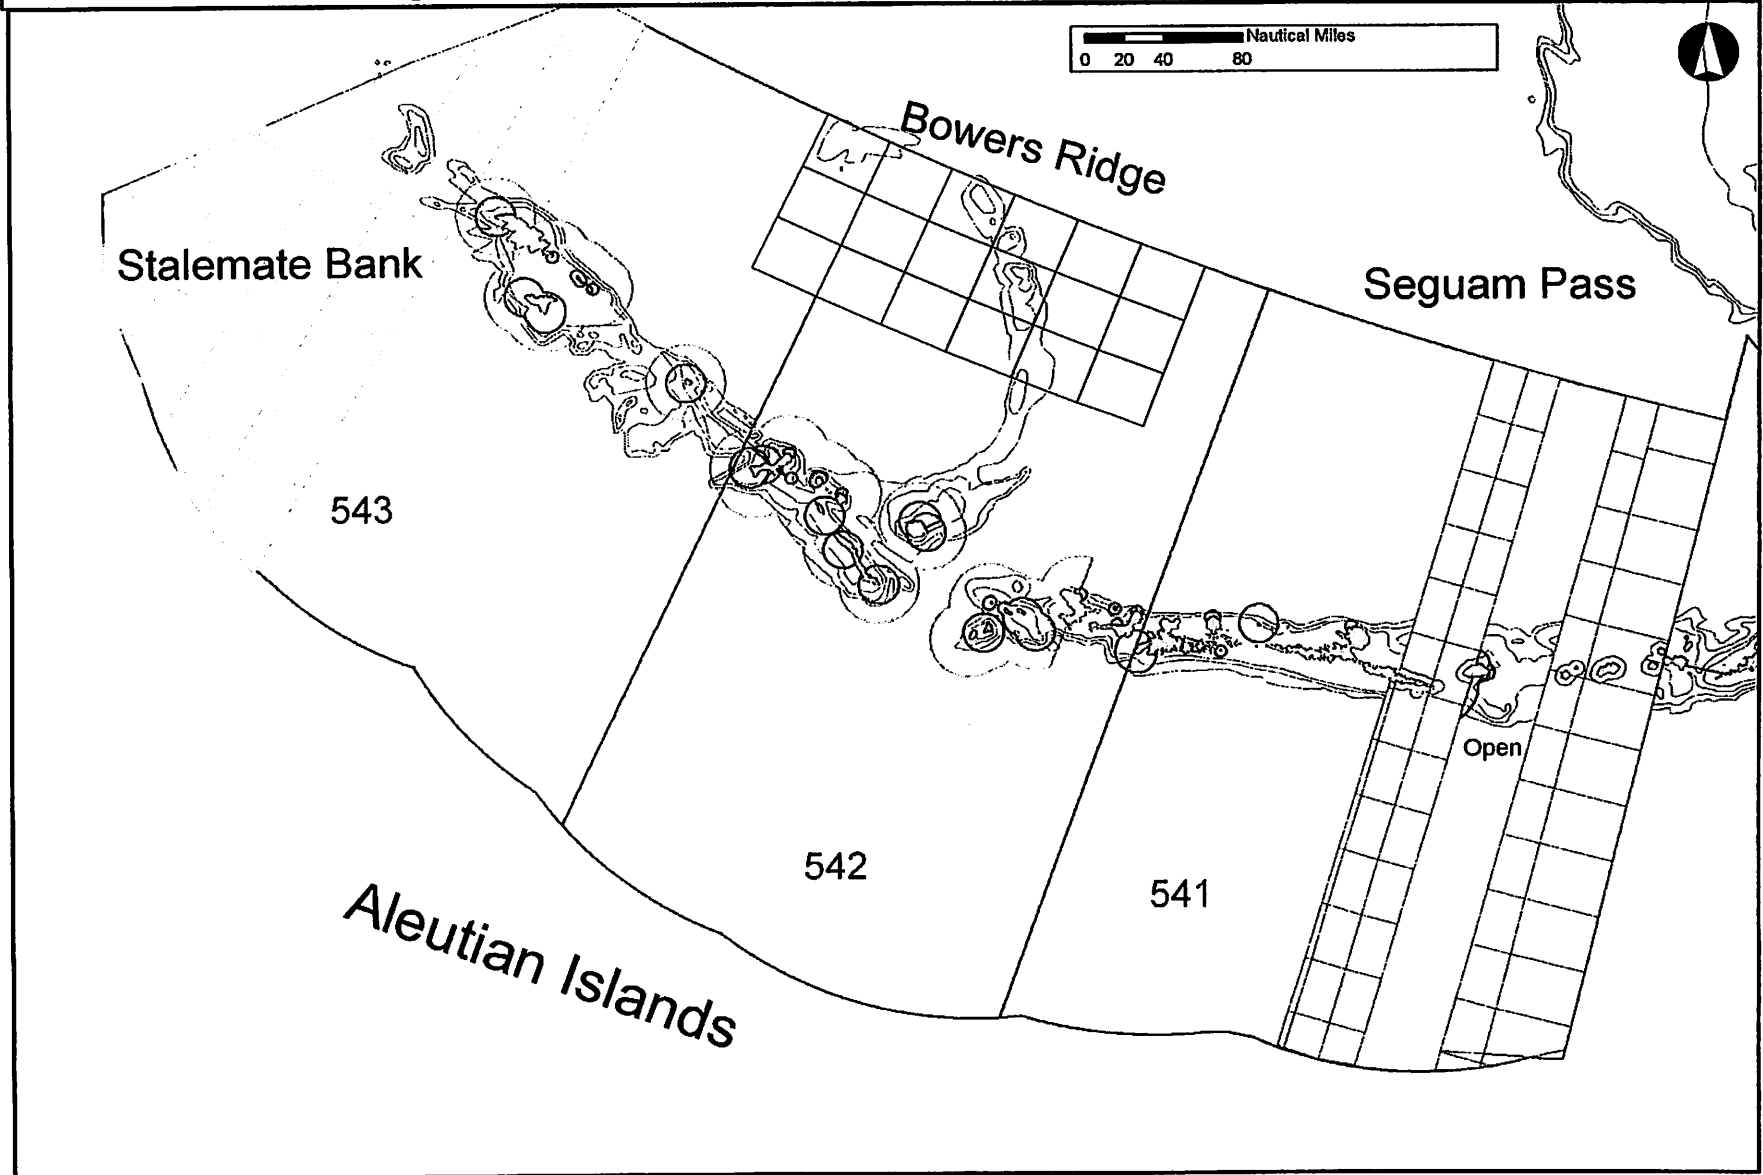 Nautical Miles
0 20 40 80
Bowers Ridge
Stalemate Bank
Seguam Pass
543
Open
542
541
Aleutian Islands